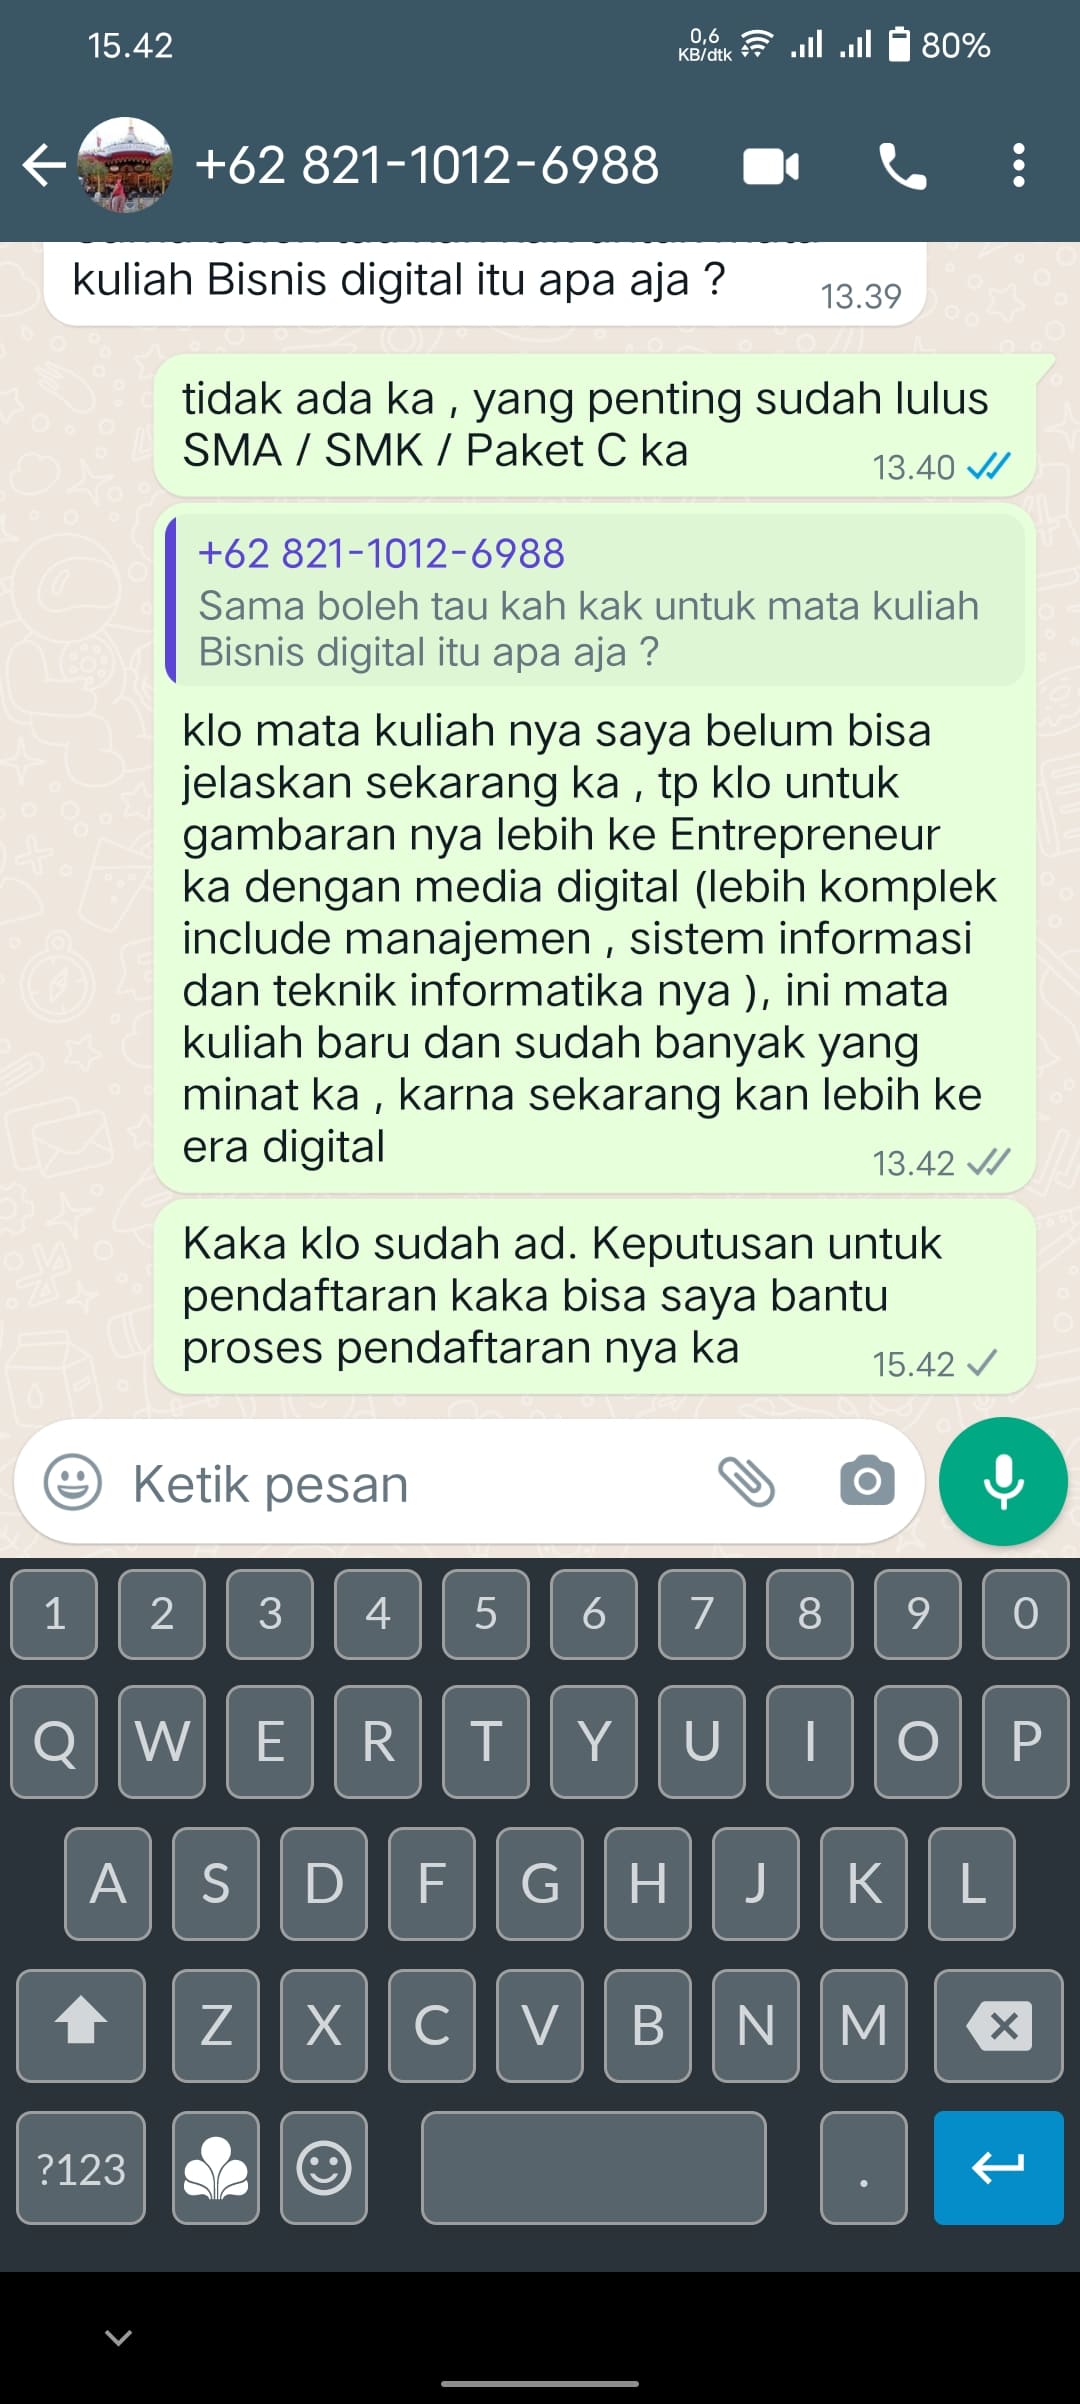 15.42
0,6
KB/dtk
80%
+62 821-1012-6988
kuliah Bisnis digital itu apa aja ?
13.39
tidak ada ka , yang penting sudah lulus
SMA / SMK / Paket C ka
13.40
+62 821-1012-6988
Sama boleh tau kah kak untuk mata kuliah
Bisnis digital itu apa aja ?
klo mata kuliah nya saya belum bisa
jelaskan sekarang ka , tp klo untuk
gambaran nya lebih ke Entrepreneur
ka dengan media digital (lebih komplek
include manajemen , sistem informasi
dan teknik informatika nya ), ini mata
kuliah baru dan sudah banyak yang
minat ka , karna sekarang kan lebih ke
era digital
13.42
Kaka klo sudah ad. Keputusan untuk
pendaftaran kaka bisa saya bantu
proses pendaftaran nya ka
15.42
Ketik pesan
1 2 3 4 5 6 7 8 9 0
Q W E R T Y U I O P
A S D F G H J K L
Z X C V B N M
?123 .